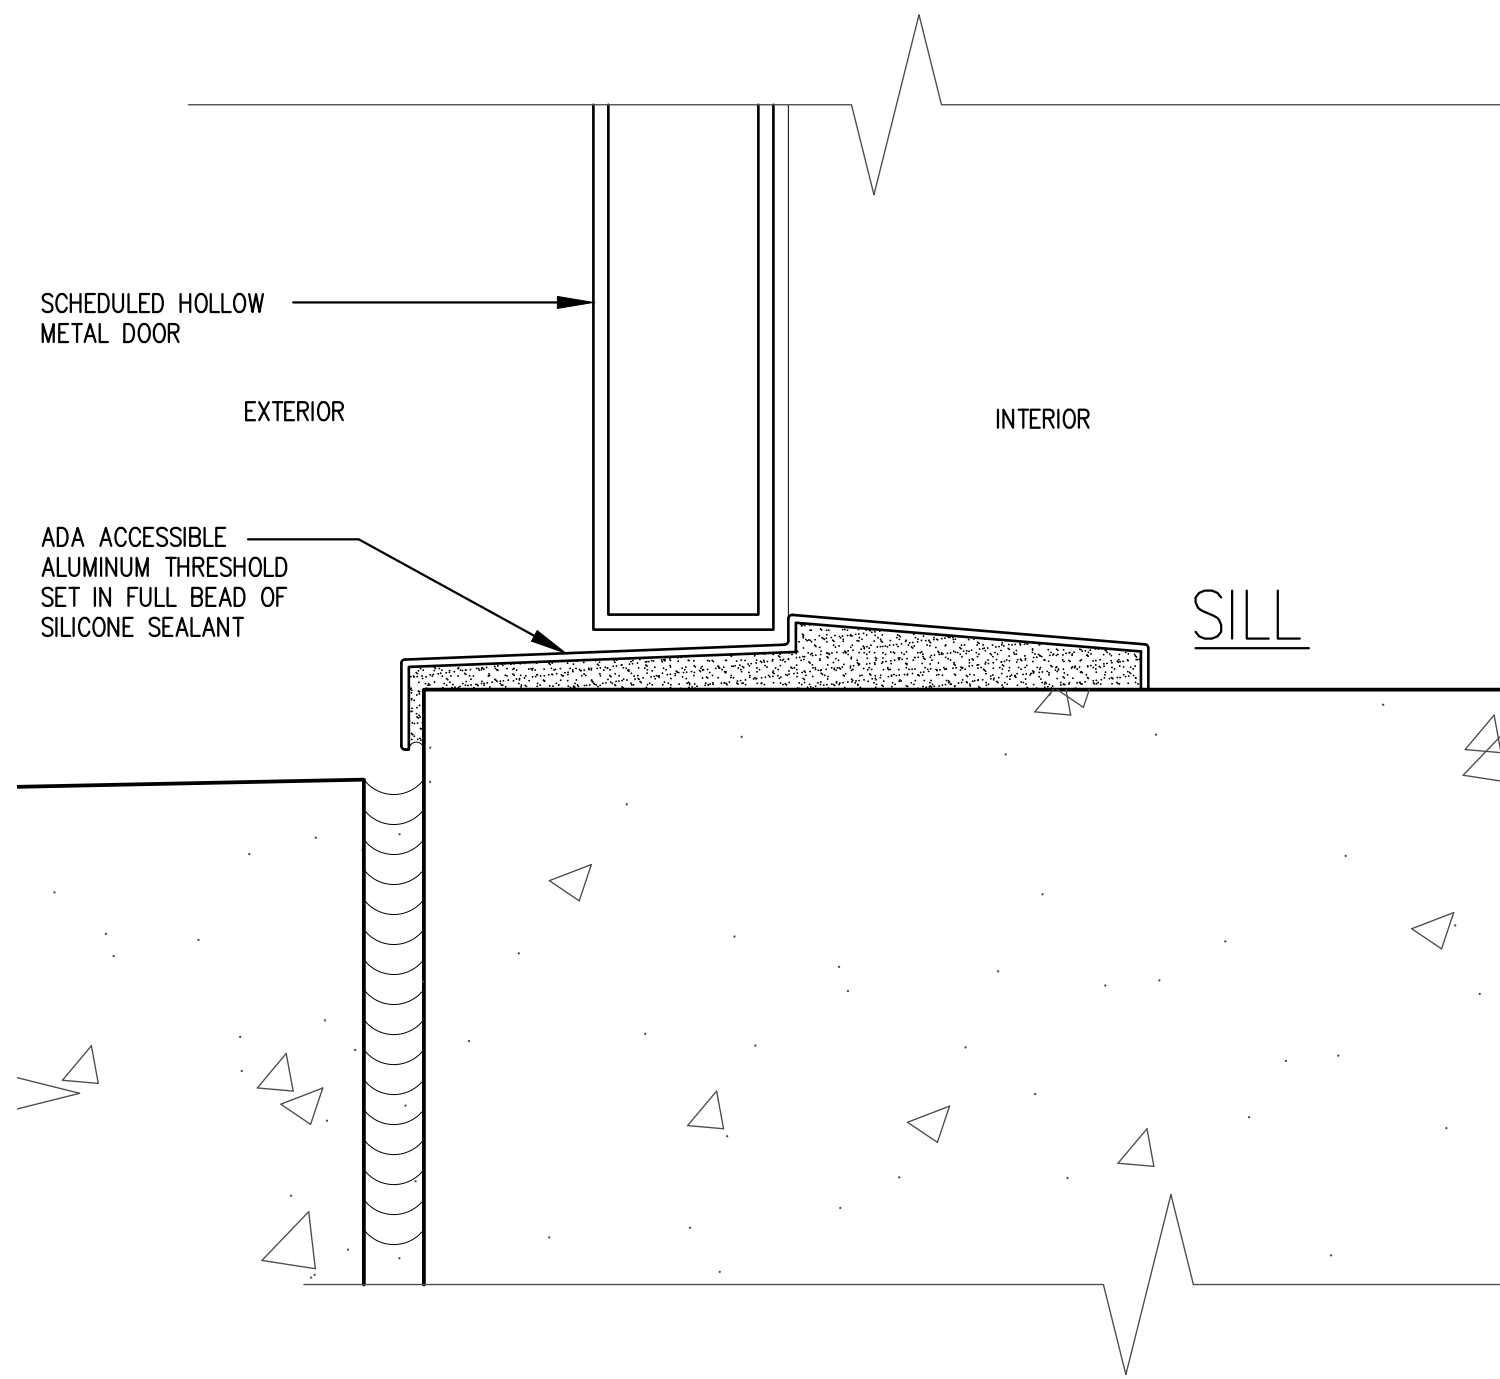 SCHEDULED HOLLOW
METAL DOOR
EXTERIOR
INTERIOR
ADA ACCESSIBLE
ALUMINUM THRESHOLD
SET IN FULL BEAD OF
SILICONE SEALANT
SILL